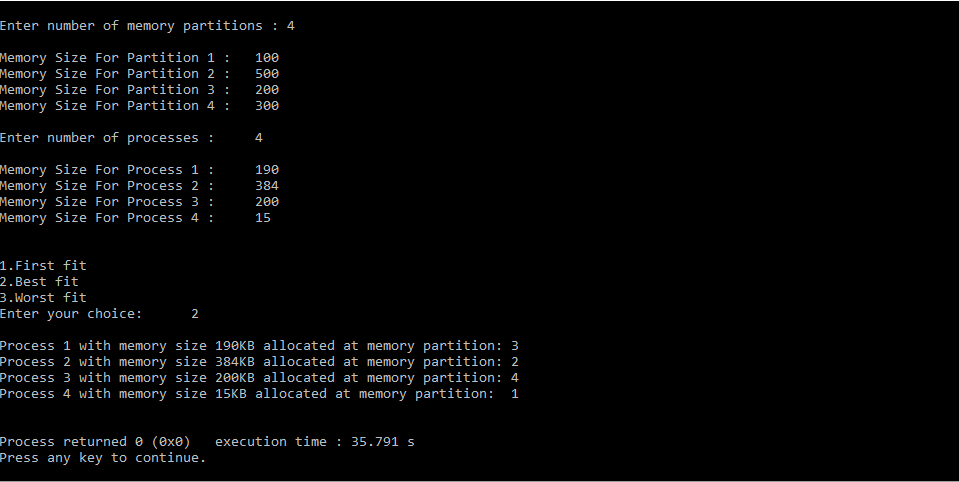 Enter number of memory partitions : 4
Memory Size For Partition 1 :   100
Memory Size For Partition 2 :   500
Memory Size For Partition 3 :   200
Memory Size For Partition 4 :   300
Enter number of processes :     4
Memory Size For Process 1 :     190
Memory Size For Process 2 :     384
Memory Size For Process 3 :     200
Memory Size For Process 4 :     15
1.First fit
2.Best fit
3.Worst fit
Enter your choice:      2
Process 1 with memory size 190KB allocated at memory partition: 3
Process 2 with memory size 384KB allocated at memory partition: 2
Process 3 with memory size 200KB allocated at memory partition: 4
Process 4 with memory size 15KB allocated at memory partition:  1
Process returned 0 (0x0)   execution time : 35.791 s
Press any key to continue.